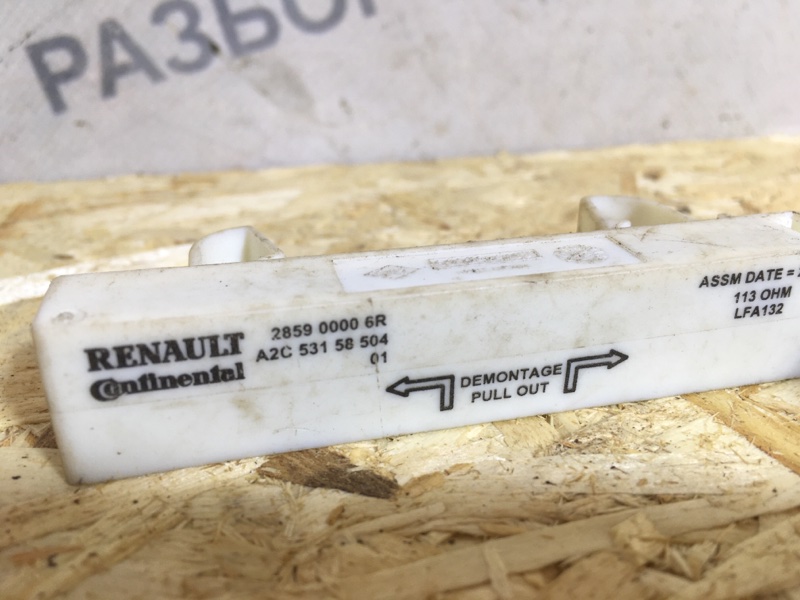 РАЗБО
RENAULT
Continental
2859 0000 6R
A2C 531 58 504
01
DEMONTAGE
PULL OUT
ASSM DATE =
113 OHM
LFA132